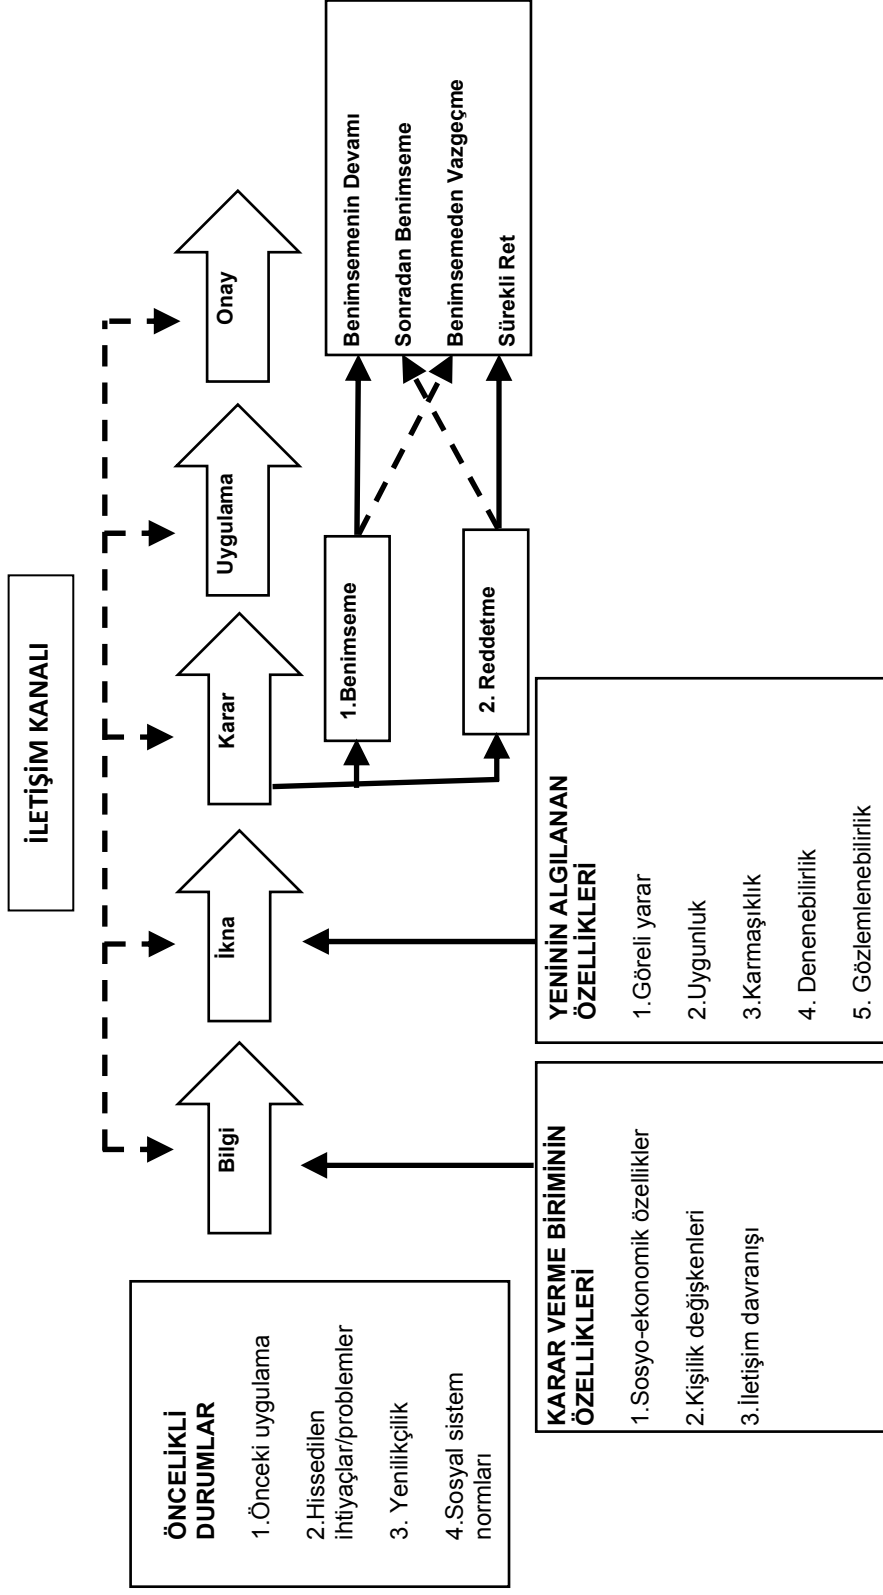 İLETİŞİM KANALI
ÖNCELİKLİ
DURUMLAR
1.Önceki uygulama
2.Hissedilen
ihtiyaçlar/problemler
3. Yenilikçilik
4.Sosyal sistem
normları
Bilgi
İkna
Karar
Uygulama
Onay
1.Benimseme
2. Reddetme
Benimsemenin Devamı
Sonradan Benimseme
Benimsemeden Vazgeçme
Sürekli Ret
KARAR VERME BİRİMİNİN
ÖZELLİKLERİ
1.Sosyo-ekonomik özellikler
2.Kişilik değişkenleri
3.İletişim davranışı
YENİNİN ALGILANAN
ÖZELLİKLERİ
1.Göreli yarar
2.Uygunluk
3.Karmaşıklık
4. Denenebilirlik
5. Gözlemlenebilirlik